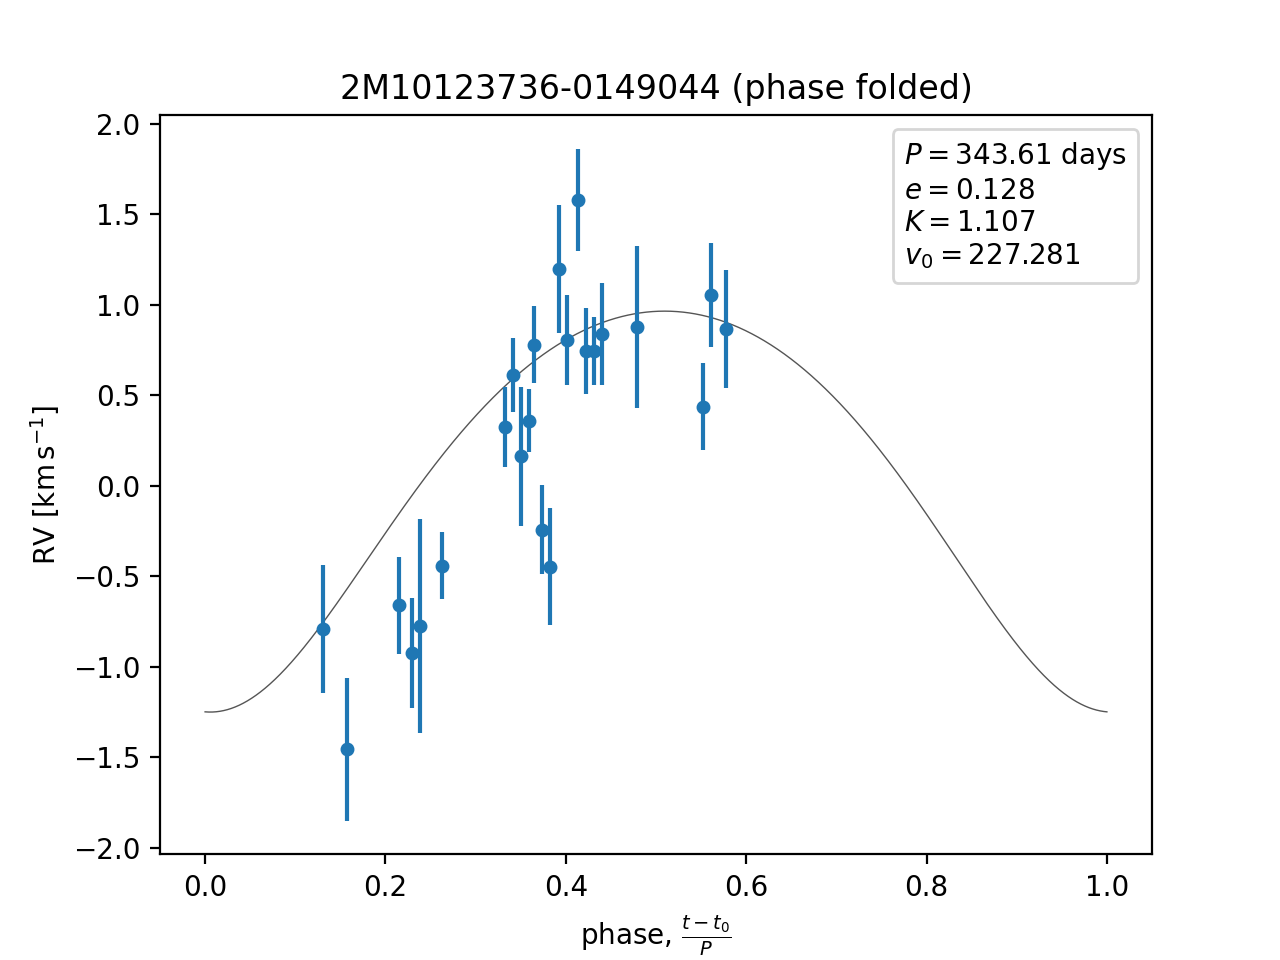 2M10123736-0149044 (phase folded)
P = 343.61 days
e = 0.128
K = 1.107
v₀ = 227.281
2.0
1.5
1.0
0.5
0.0
−0.5
−1.0
−1.5
−2.0
RV [km s⁻¹]
0.0 0.2 0.4 0.6 0.8 1.0
phase, (t − t₀)/P